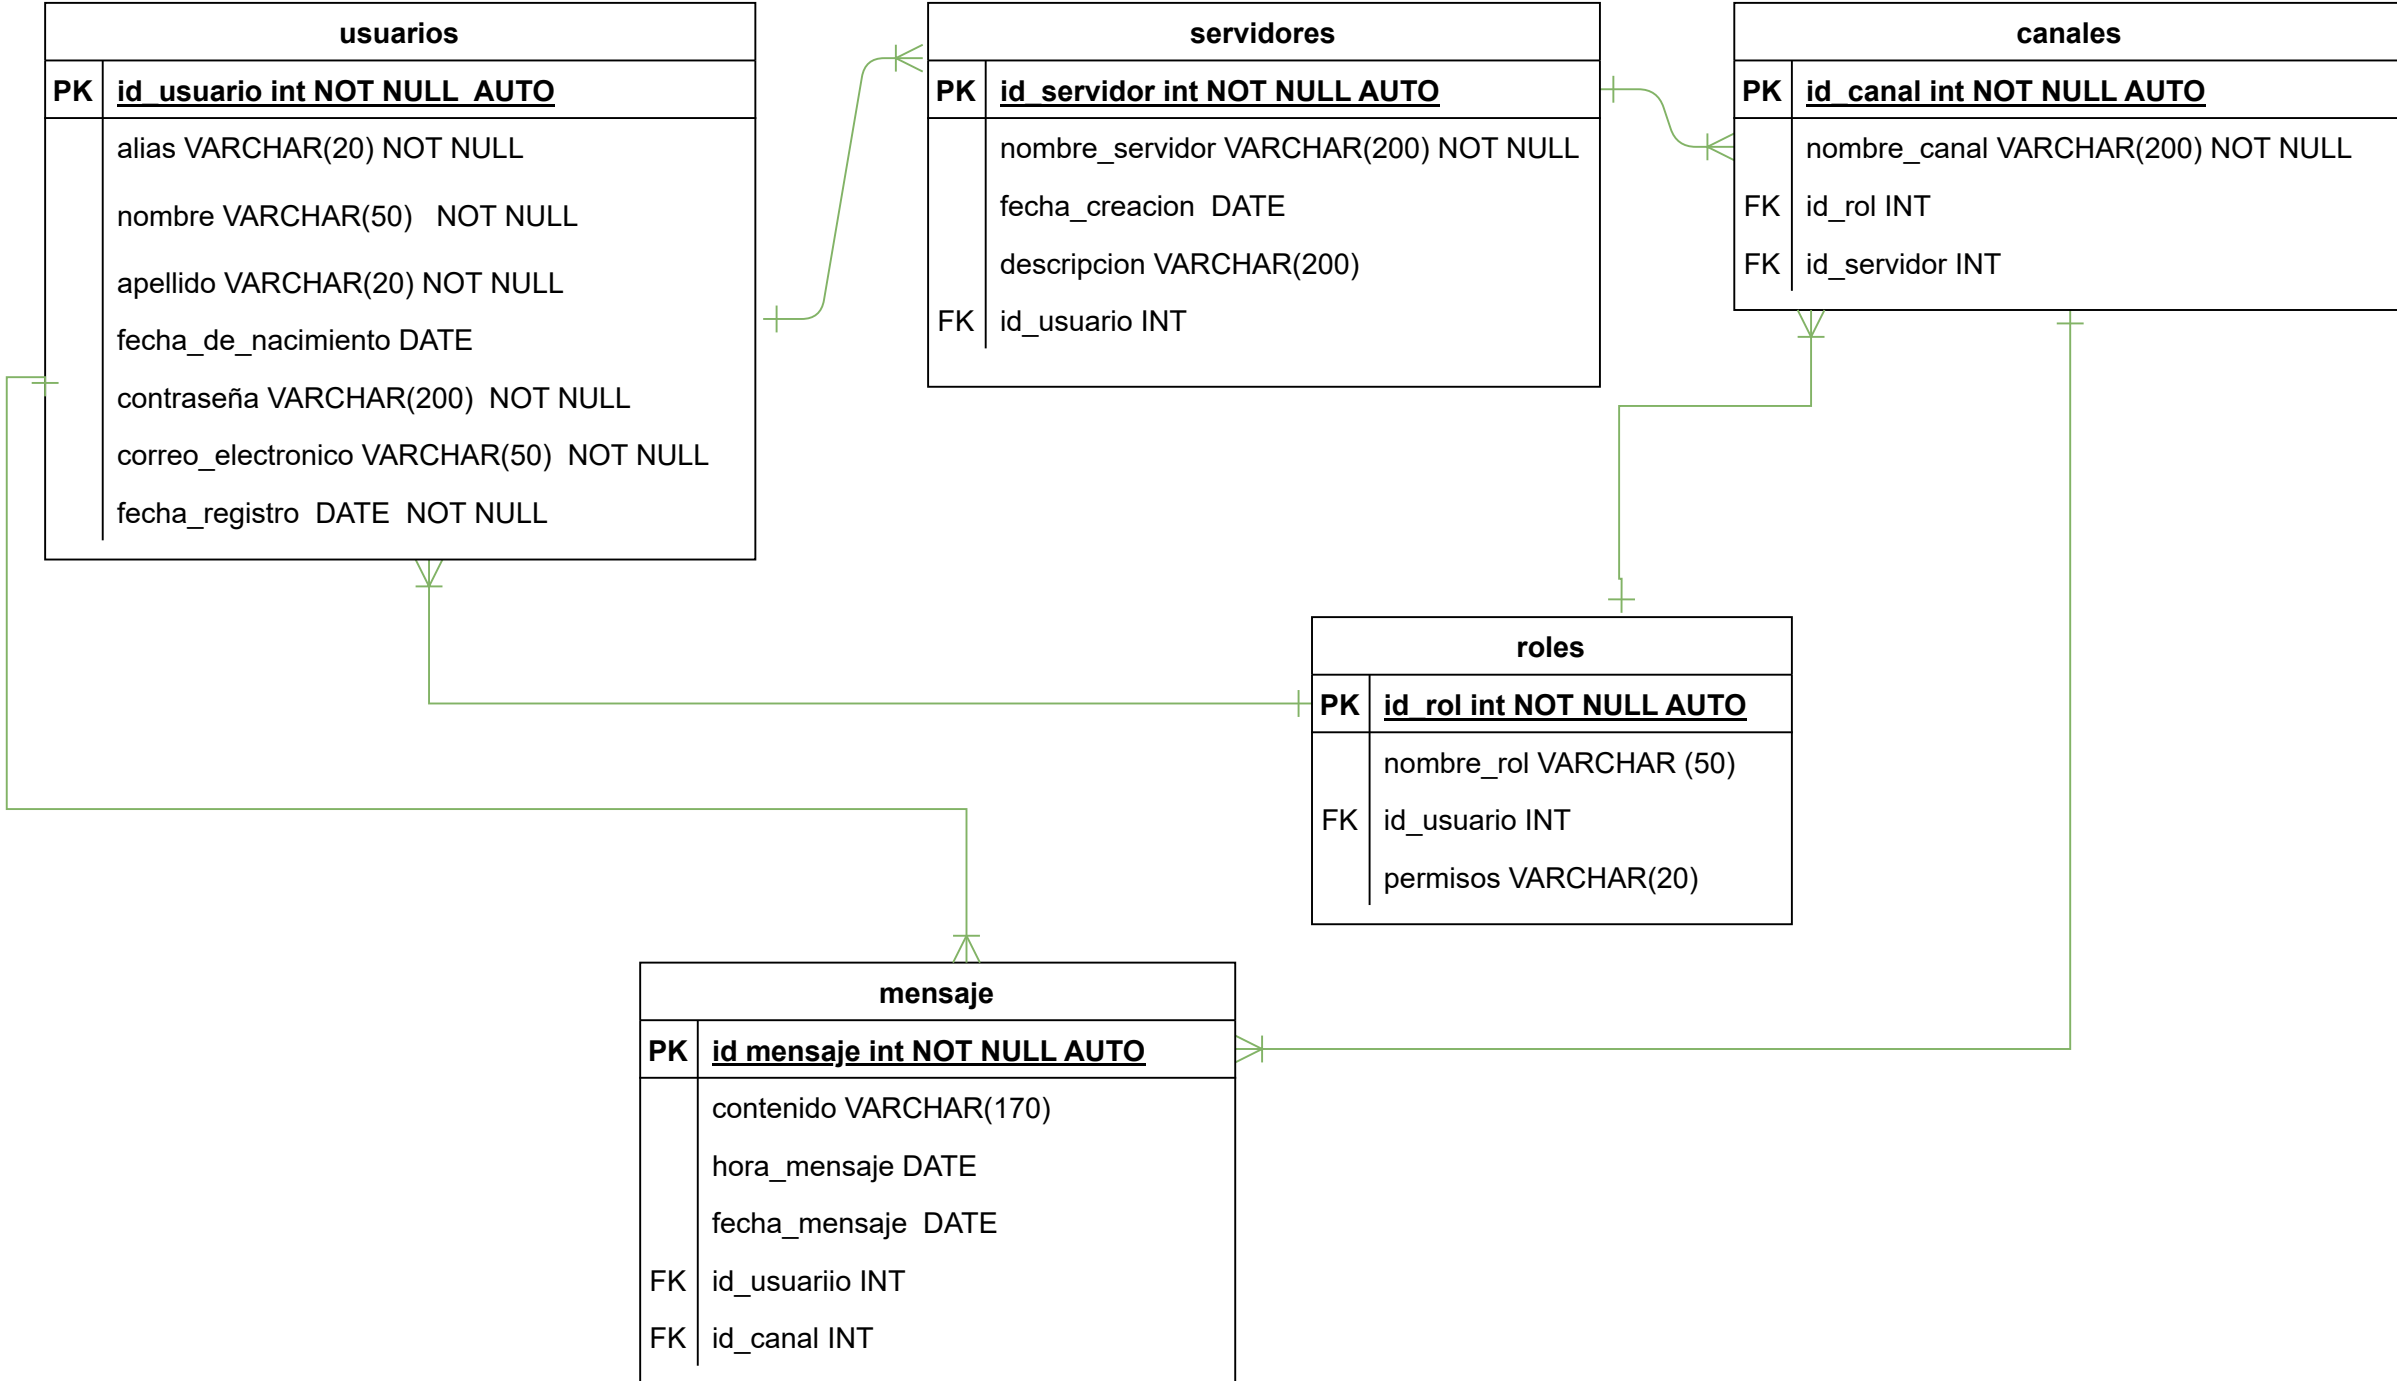 usuarios
PK id_usuario int NOT NULL  AUTO
alias VARCHAR(20) NOT NULL
nombre VARCHAR(50)   NOT NULL
apellido VARCHAR(20) NOT NULL
fecha_de_nacimiento DATE
contraseña VARCHAR(200)  NOT NULL
correo_electronico VARCHAR(50)  NOT NULL
fecha_registro  DATE  NOT NULL
servidores
PK id_servidor int NOT NULL AUTO
nombre_servidor VARCHAR(200) NOT NULL
fecha_creacion  DATE
descripcion VARCHAR(200)
FK id_usuario INT
canales
PK id_canal int NOT NULL AUTO
nombre_canal VARCHAR(200) NOT NULL
FK id_rol INT
FK id_servidor INT
roles
PK id_rol int NOT NULL AUTO
nombre_rol VARCHAR (50)
FK id_usuario INT
permisos VARCHAR(20)
mensaje
PK id mensaje int NOT NULL AUTO
contenido VARCHAR(170)
hora_mensaje DATE
fecha_mensaje  DATE
FK id_usuariio INT
FK id_canal INT